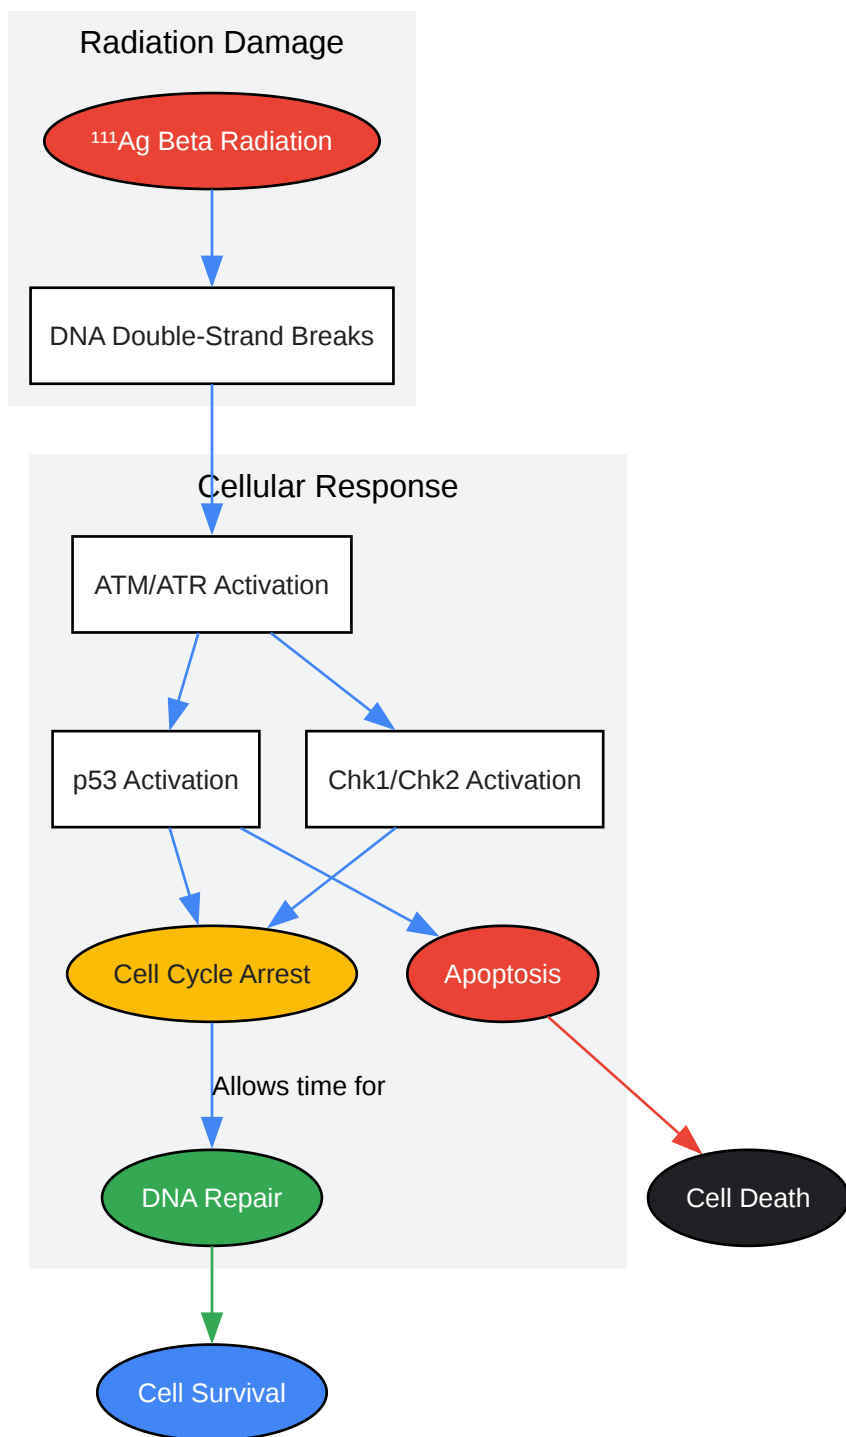 Radiation Damage
¹¹¹Ag Beta Radiation
DNA Double-Strand Breaks
Cellular Response
ATM/ATR Activation
p53 Activation
Chk1/Chk2 Activation
Cell Cycle Arrest
Apoptosis
Allows time for
DNA Repair
Cell Death
Cell Survival